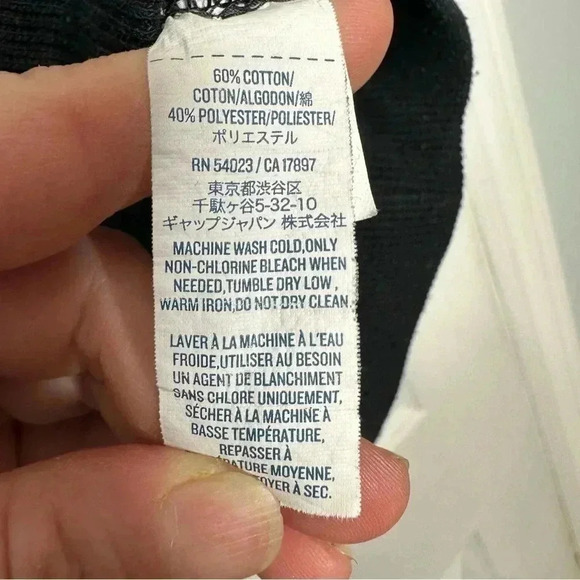 60% COTTON/
COTON/ALGODON/綿
40% POLYESTER/POLIESTER/
ポリエステル
RN 54023 / CA 17897
東京都渋谷区
千駄ヶ谷5-32-10
ギャップジャパン 株式会社
MACHINE WASH COLD,ONLY
NON-CHLORINE BLEACH WHEN
NEEDED,TUMBLE DRY LOW ,
WARM IRON,DO NOT DRY CLEAN.
LAVER À LA MACHINE À L'EAU
FROIDE,UTILISER AU BESOIN
UN AGENT DE BLANCHIMENT
SANS CHLORE UNIQUEMENT,
SÉCHER À LA MACHINE À
BASSE TEMPÉRATURE,
REPASSER À
MOYENNE,
À SEC.